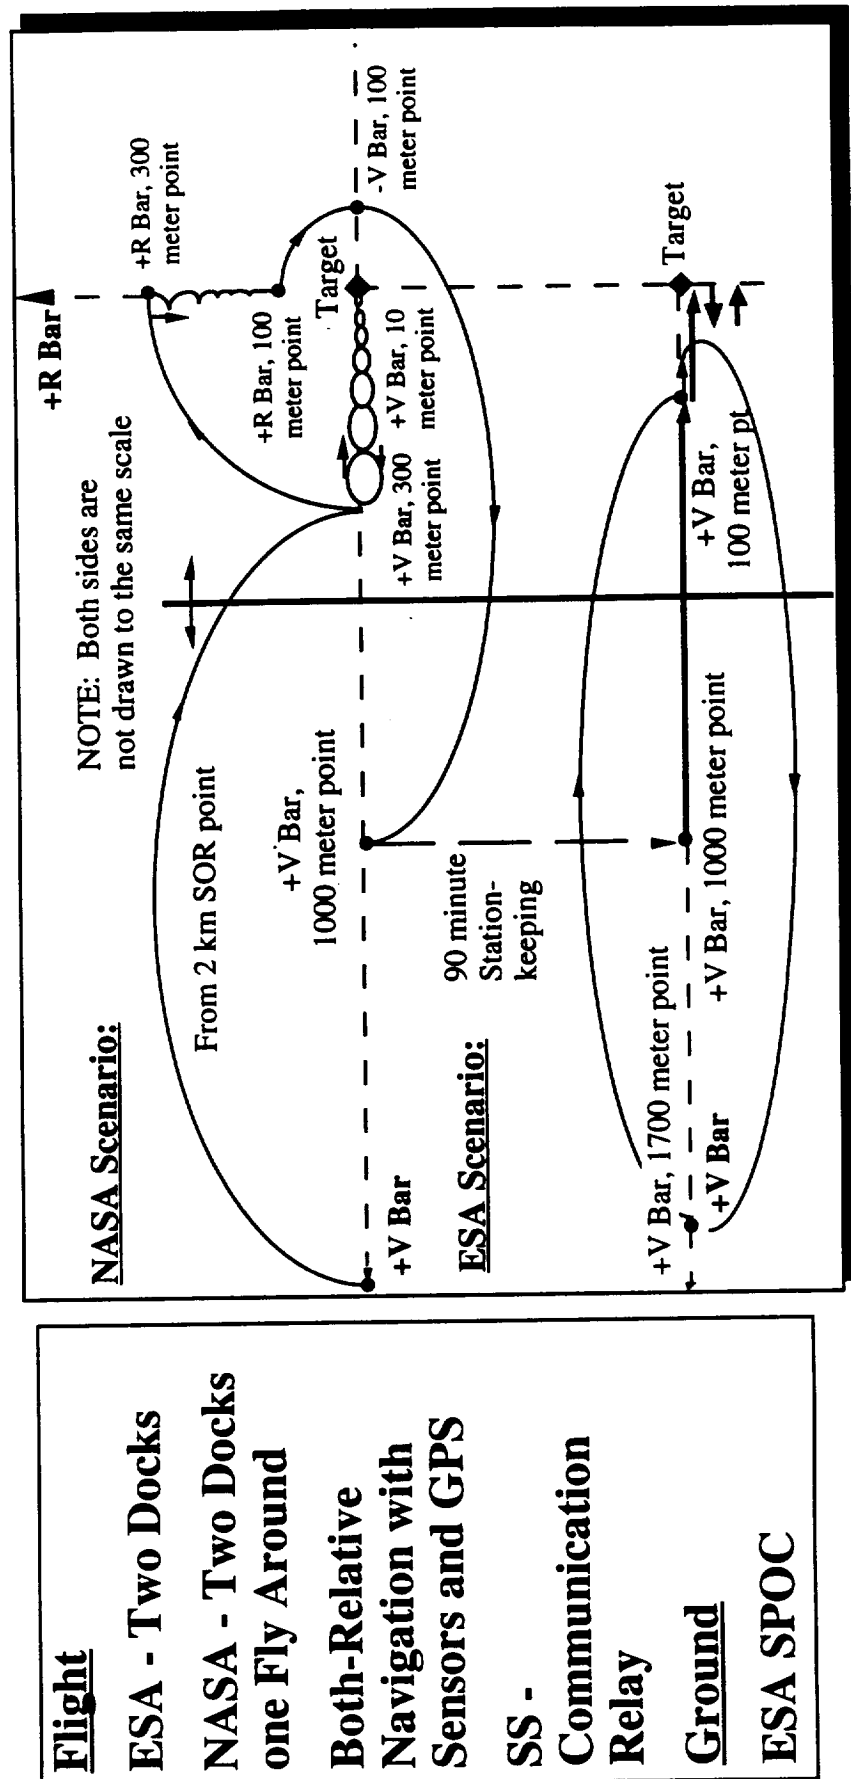 Flight
ESA - Two Docks
NASA - Two Docks
one Fly Around
Both-Relative
Navigation with
Sensors and GPS
SS -
Communication
Relay
Ground
ESA SPOC
NASA Scenario:
NOTE: Both sides are
not drawn to the same scale
+R Bar
+R Bar, 300
meter point
From 2 km SOR point
+R Bar, 100
meter point
Target
-V Bar, 100
meter point
+V Bar,
1000 meter point
+V Bar, 300
meter point
+V Bar, 10
meter point
+V Bar
90 minute
Station-
keeping
ESA Scenario:
Target
+V Bar, 1700 meter point
+V Bar
+V Bar, 1000 meter point
+V Bar,
100 meter pt.